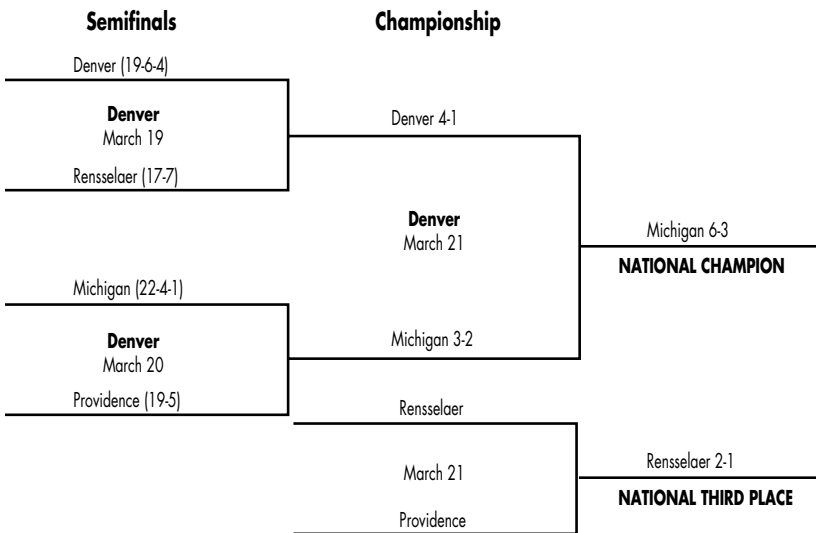 Semifinals
Championship
Denver (19-6-4)
Denver
March 19
Rensselaer (17-7)
Denver 4-1
Denver
March 21
Michigan 6-3
NATIONAL CHAMPION
Michigan (22-4-1)
Denver
March 20
Providence (19-5)
Michigan 3-2
Rensselaer
March 21
Providence
Rensselaer 2-1
NATIONAL THIRD PLACE